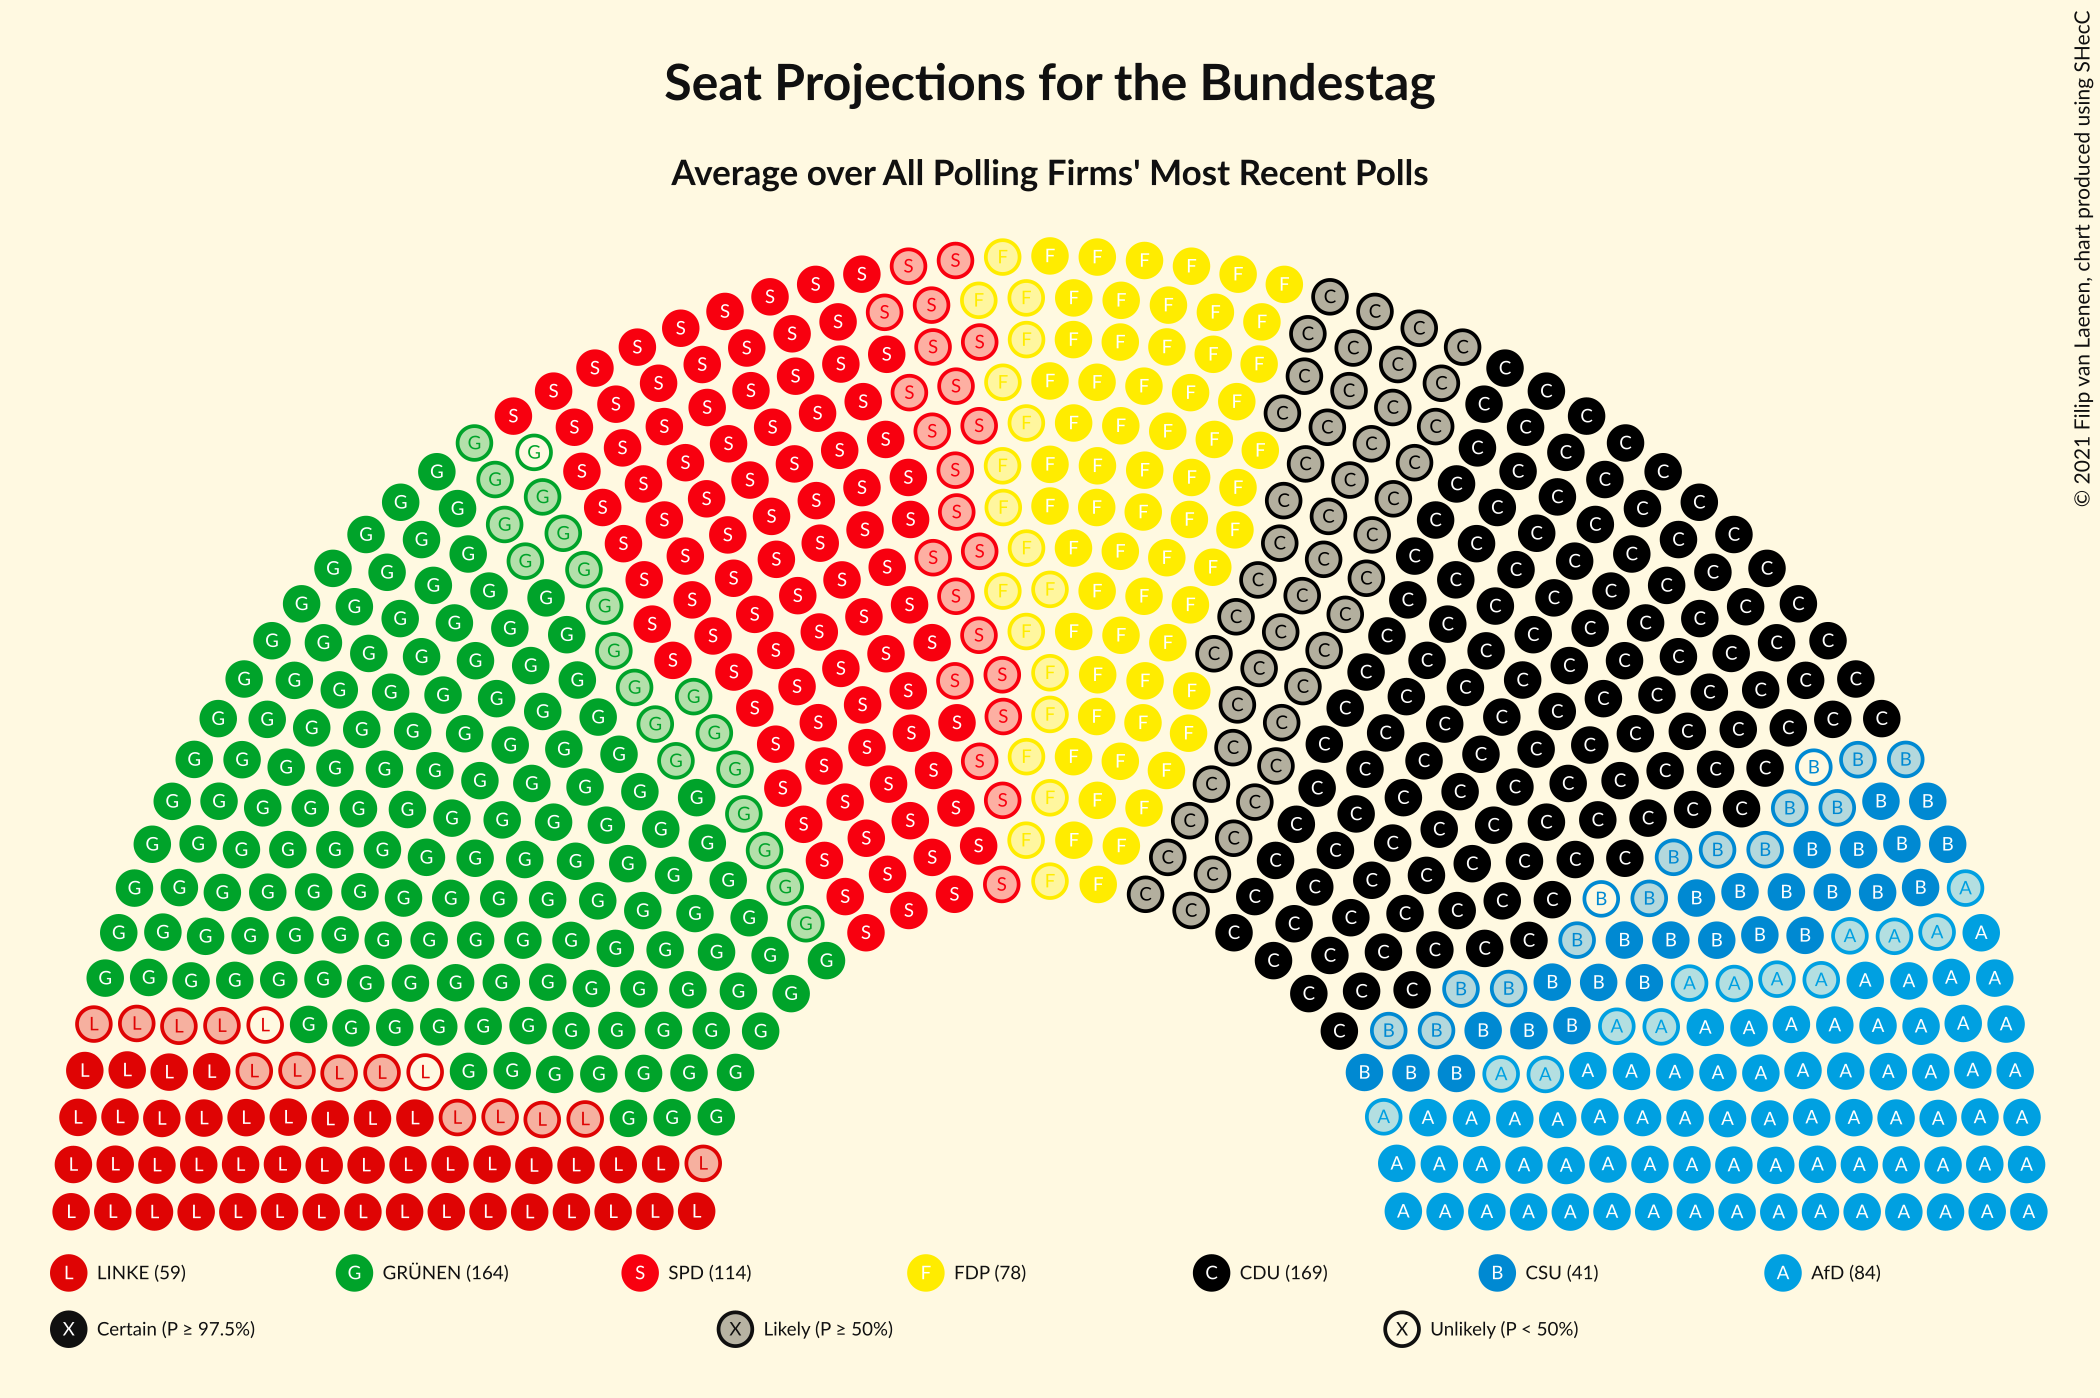 Seat Projections for the Bundestag
Average over All Polling Firms' Most Recent Polls
© 2021 Filip van Laenen, chart produced using SHecC
L LINKE (59) G GRÜNEN (164) S SPD (114) F FDP (78) C CDU (169) B CSU (41) A AfD (84)
X Certain (P ≥ 97.5%) X Likely (P ≥ 50%) X Unlikely (P < 50%)